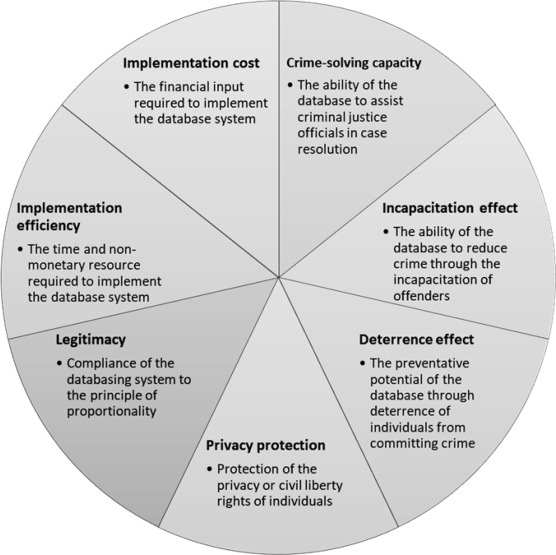 Implementation cost
• The financial input
required to implement
the database system
Crime-solving capacity
• The ability of the
database to assist
criminal justice
officials in case
resolution
Incapacitation effect
• The ability of the
database to reduce
crime through the
incapacitation of
offenders
Deterrence effect
• The preventative
potential of the
database through
deterrence of
individuals from
committing crime
Privacy protection
• Protection of the
privacy or civil liberty
rights of individuals
Legitimacy
• Compliance of the
databasing system to
the principle of
proportionality
Implementation
efficiency
• The time and non-
monetary resource
required to implement
the database system